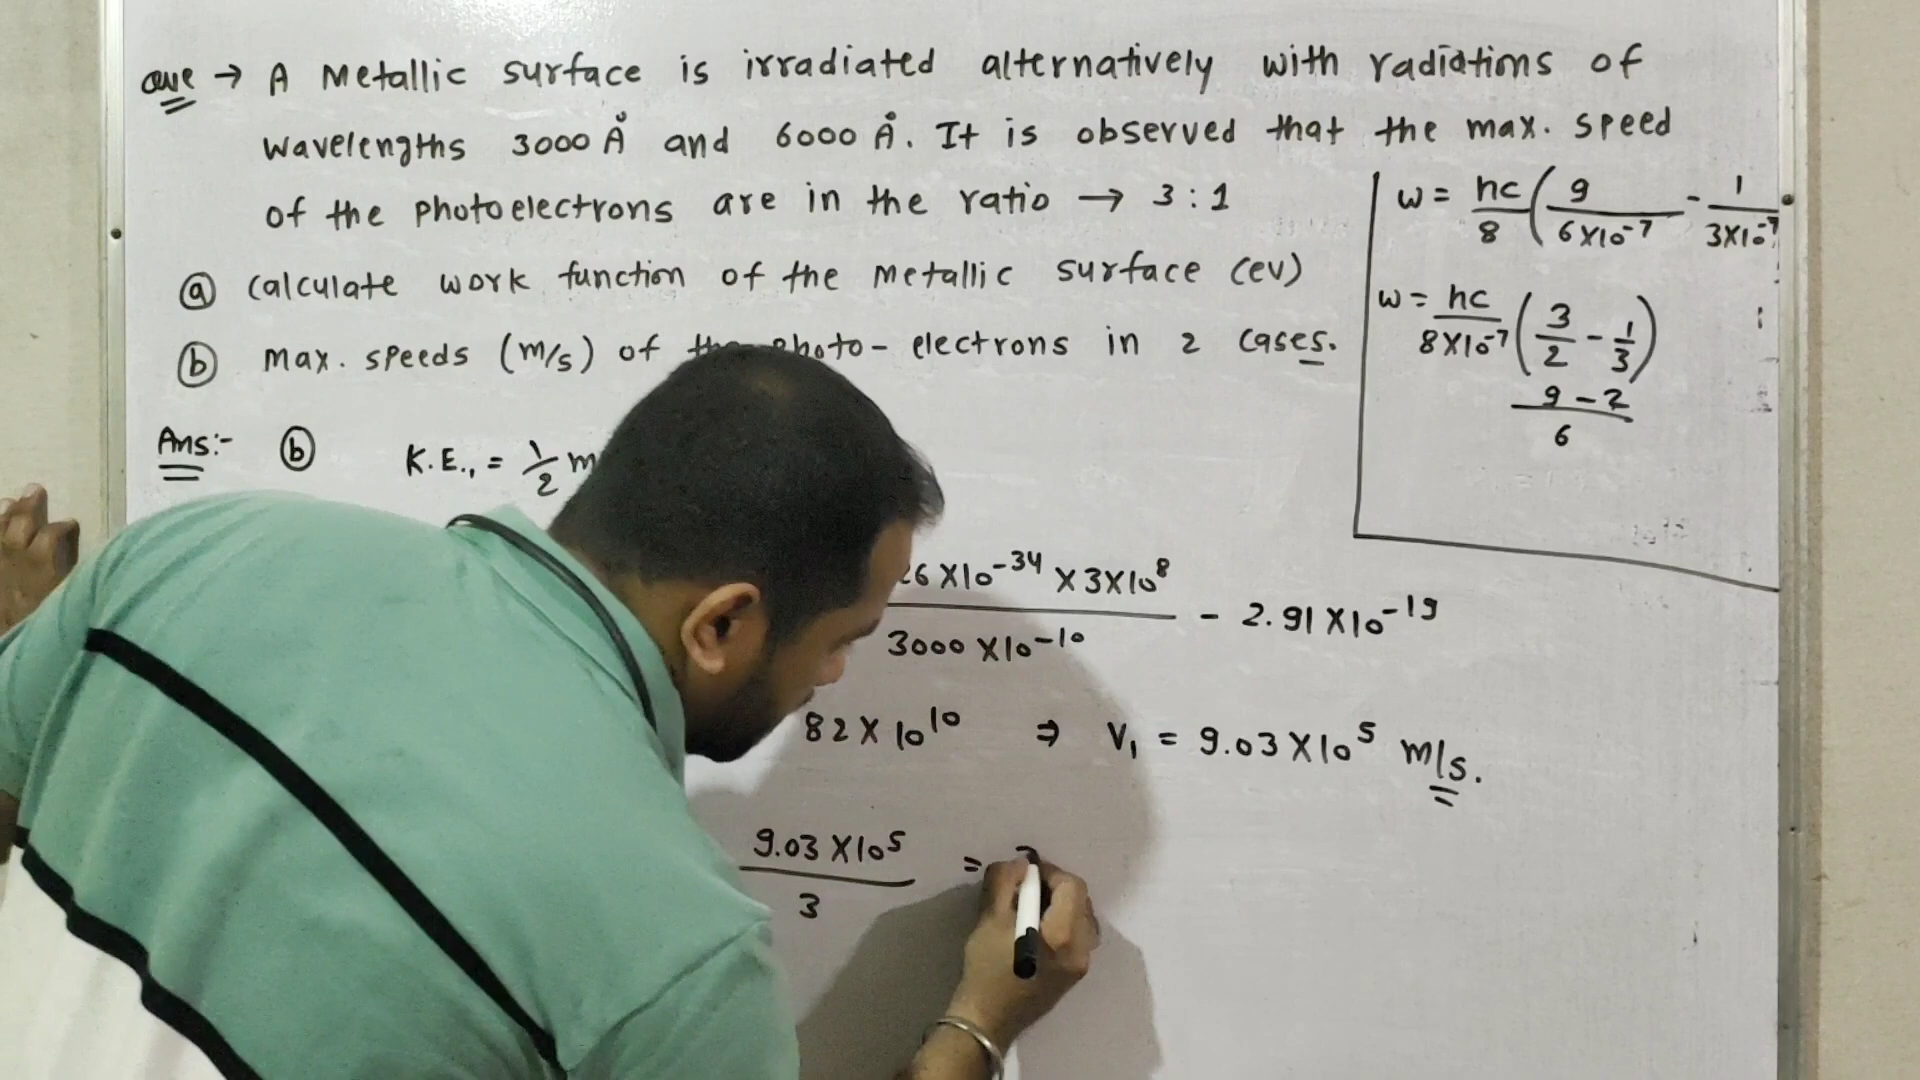 Que → A Metallic surface is irradiated alternatively with radiations of
wavelengths 3000 Å and 6000 Å. It is observed that the max. speed
of the photoelectrons are in the ratio → 3 : 1
(a) calculate work function of the metallic surface (eV)
(b) max. speeds (m/s) of the photo-electrons in 2 cases.
w = hc/8 (9/6×10⁻⁷ - 1/3×10⁻⁷
w = hc/8×10⁻⁷ (3/2 - 1/3)
9-2/6
Ans:- (b) K.E., = 1/2 m
26 ×10⁻³⁴ × 3×10⁸ / 3000 ×10⁻¹⁰ - 2.91 ×10⁻¹⁹
82 × 10¹⁰ ⇒ V₁ = 9.03 ×10⁵ m/s.
9.03 ×10⁵ / 3 =